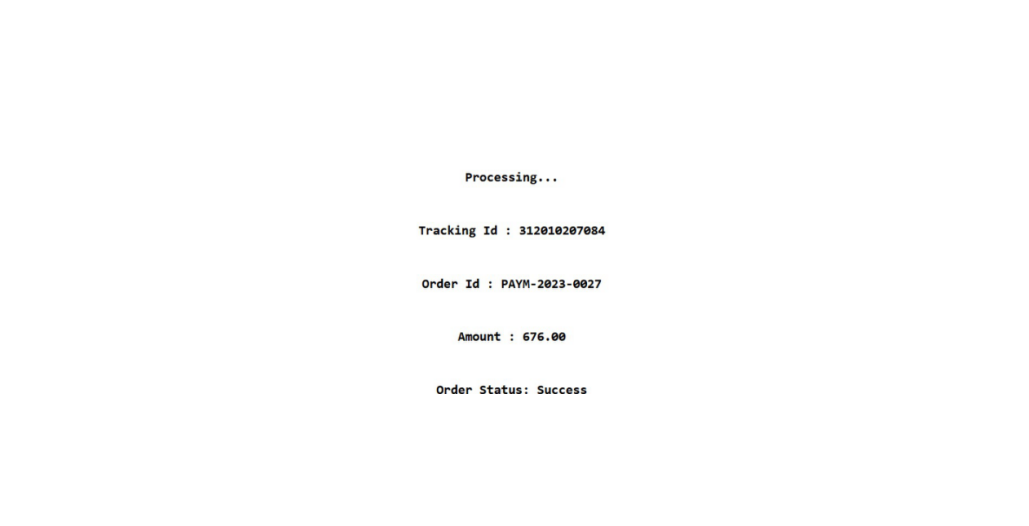 Processing...
Tracking Id : 312010207084
Order Id : PAYM-2023-0027
Amount : 676.00
Order Status: Success